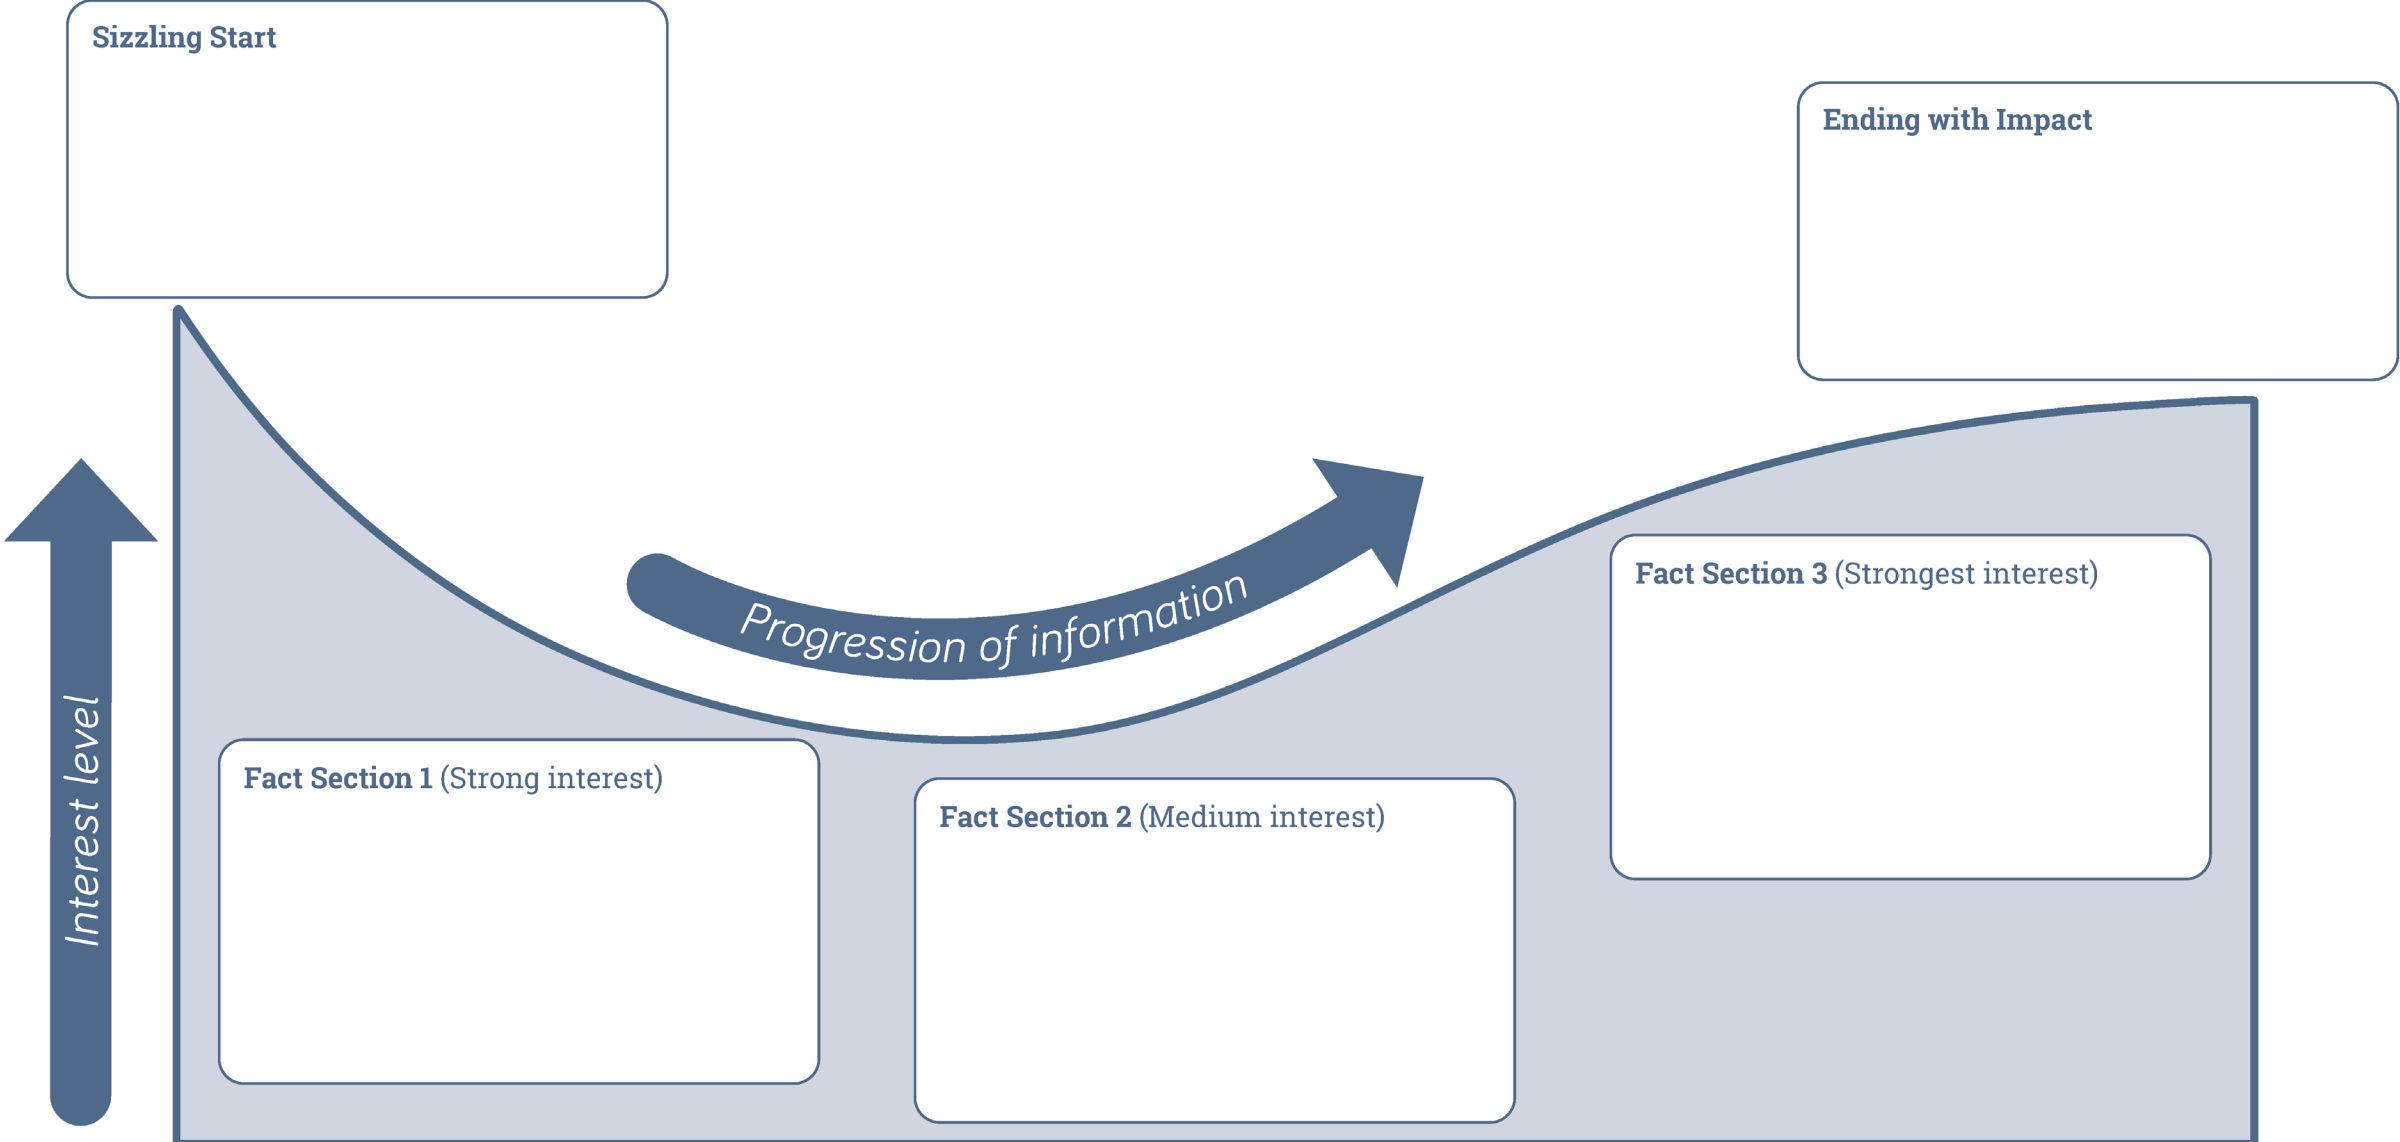 Sizzling Start
Ending with Impact
Interest level
Progression of information
Fact Section 1 (Strong interest)
Fact Section 2 (Medium interest)
Fact Section 3 (Strongest interest)